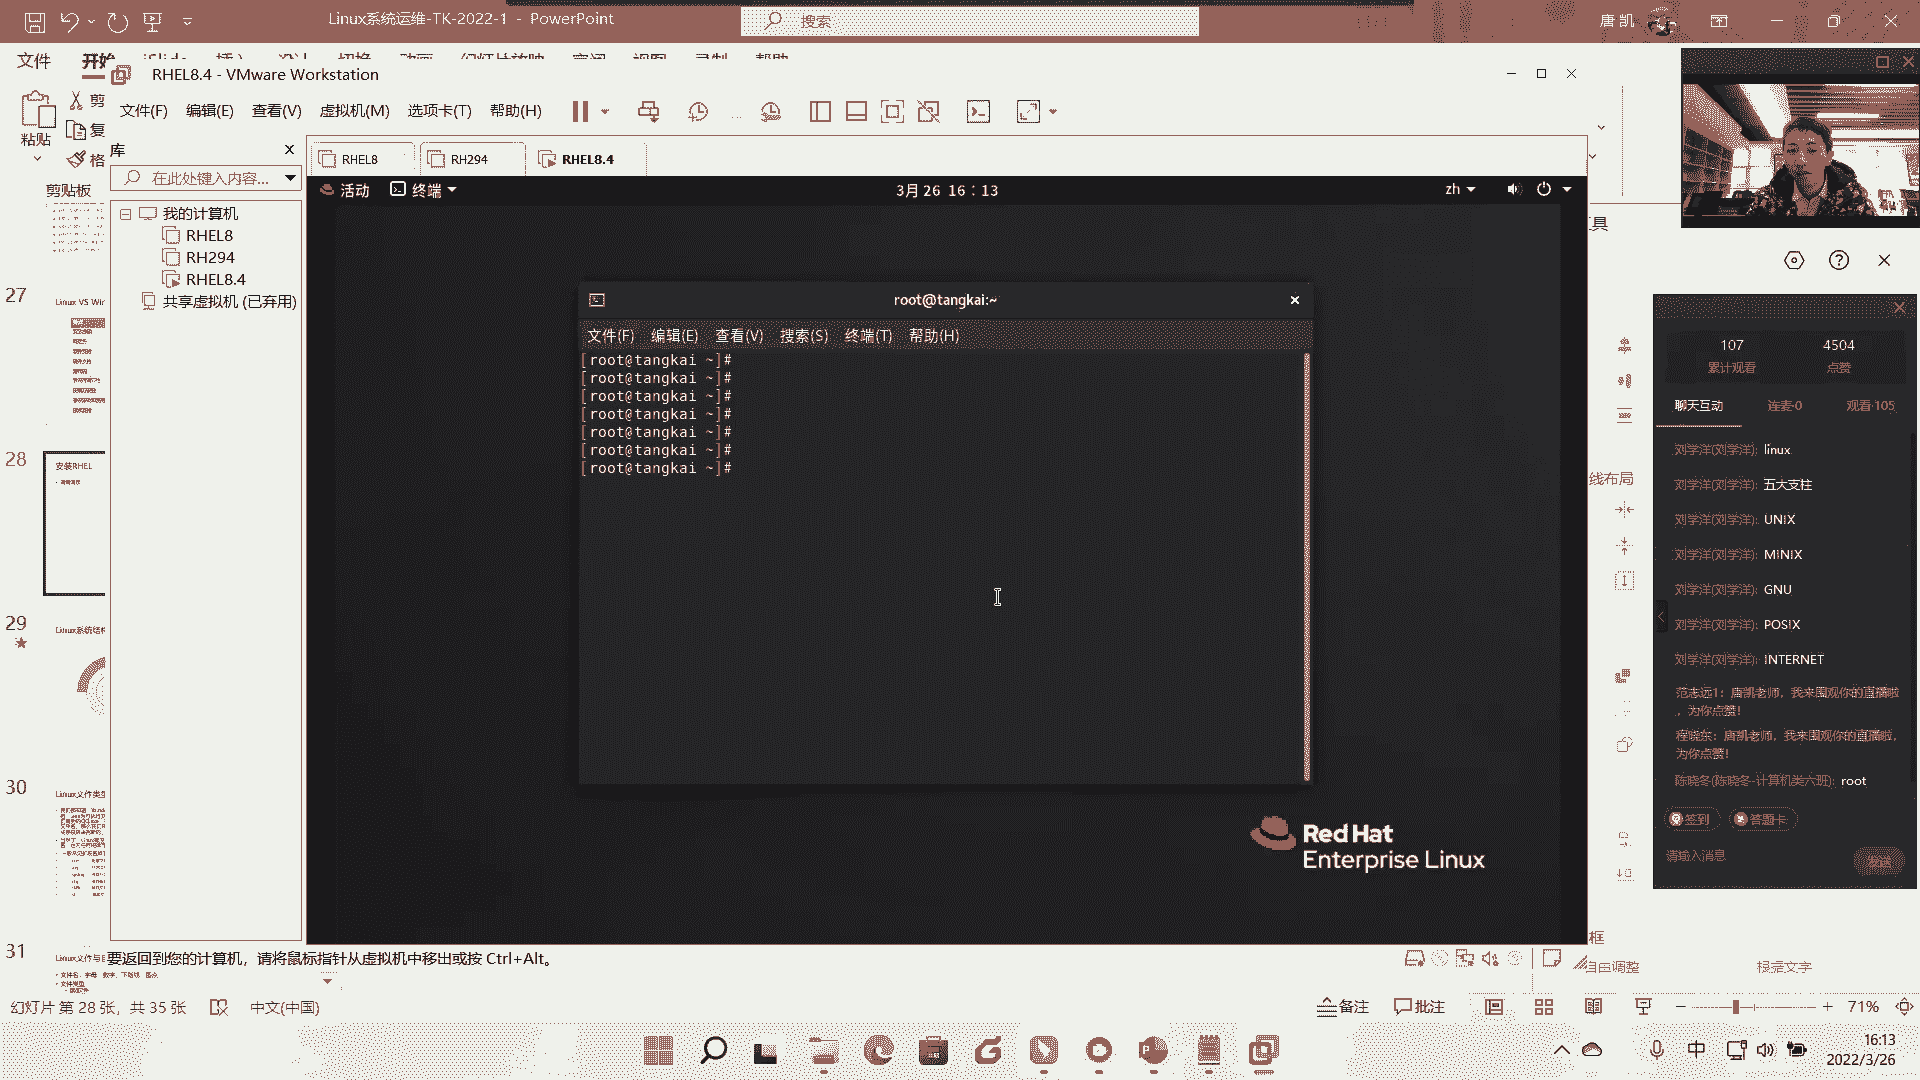 Linux系统运维-TK-2022-1 - PowerPoint
搜索
唐 凯
文件
开始
RHEL8.4 - VMware Workstation
文件(F) 编辑(E) 查看(V) 虚拟机(M) 选项卡(T) 帮助(H)
粘贴
剪
复
格
剪贴板
库
在此处键入内容...
我的计算机
RHEL8
RH294
RHEL8.4
共享虚拟机 (已弃用)
RHEL8
RH294
RHEL8.4
活动
终端
3月 26 16：13
zh
root@tangkai:~
文件(F) 编辑(E) 查看(V) 搜索(S) 终端(T) 帮助(H)
[root@tangkai ~]#
[root@tangkai ~]#
[root@tangkai ~]#
[root@tangkai ~]#
[root@tangkai ~]#
[root@tangkai ~]#
[root@tangkai ~]#
Red Hat
Enterprise Linux
27
28
安装RHEL
29
30
Linux文件类型
31
要返回到您的计算机，请将鼠标指针从虚拟机中移出或按 Ctrl+Alt。
具
线布局
框
自由调整
根据文字
107
4504
累计观看
点赞
聊天互动
连麦·0
观看·105
刘学洋(刘学洋): linux
刘学洋(刘学洋): 五大支柱
刘学洋(刘学洋): UNIX
刘学洋(刘学洋): MINIX
刘学洋(刘学洋): GNU
刘学洋(刘学洋): POSIX
刘学洋(刘学洋): INTERNET
范志远1: 唐凯老师，我来围观你的直播啦
，为你点赞!
程晓东: 唐凯老师，我来围观你的直播啦，
为你点赞!
陈晓冬(陈晓冬-计算机类六班): root
签到
答题卡
请输入消息
发送
幻灯片 第 28 张，共 35 张
中文(中国)
备注
批注
71%
中
16:13
2022/3/26